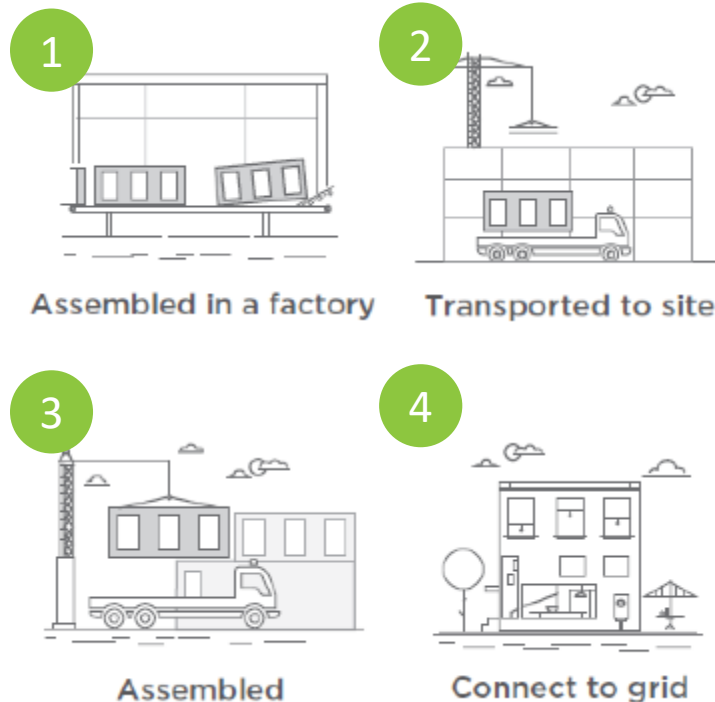 1
Assembled in a factory
2
Transported to site
3
Assembled
4
Connect to grid